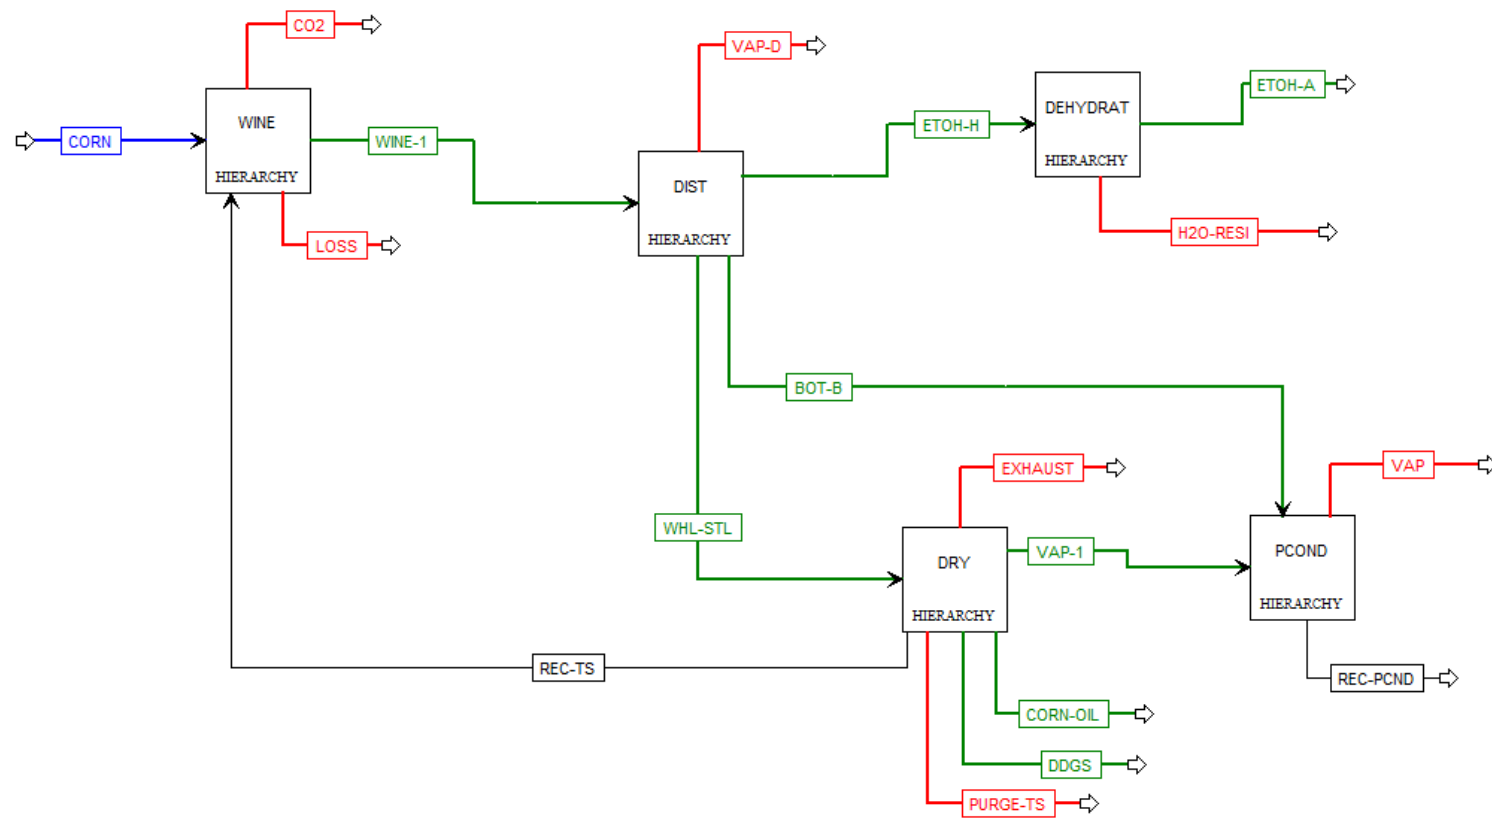 CO2
VAP-D
ETOH-A
DEHYDRAT
WINE
ETOH-H
CORN
WINE-1
HIERARCHY
HIERARCHY
DIST
H2O-RESI
HIERARCHY
LOSS
BOT-B
VAP
EXHAUST
WHL-STL
VAP-1
PCOND
DRY
HIERARCHY
HIERARCHY
REC-TS
REC-PCND
CORN-OIL
DDGS
PURGE-TS